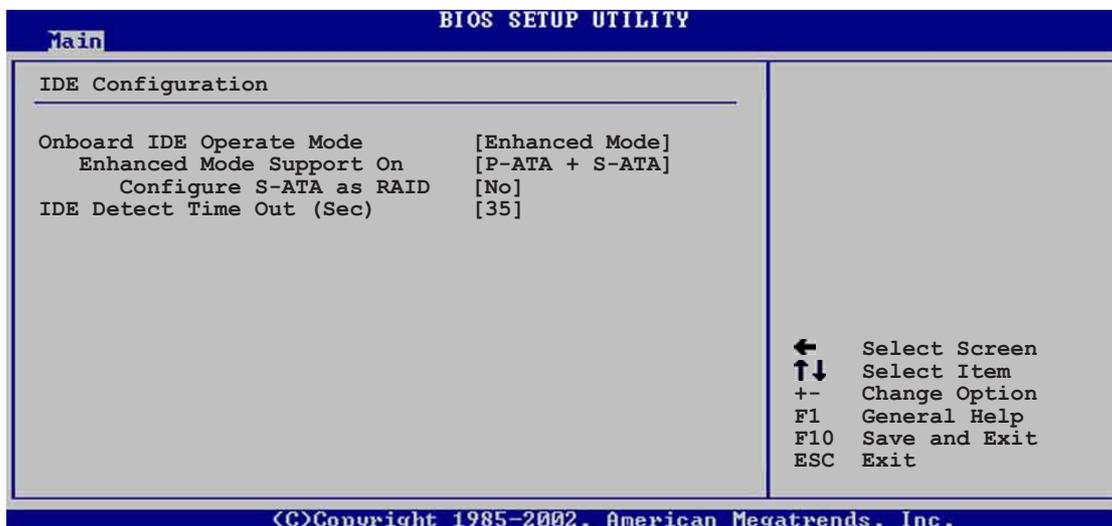 BIOS SETUP UTILITY
Main
IDE Configuration
Onboard IDE Operate Mode [Enhanced Mode]
Enhanced Mode Support On [P-ATA + S-ATA]
Configure S-ATA as RAID [No]
IDE Detect Time Out (Sec) [35]
← Select Screen
↑↓ Select Item
+- Change Option
F1 General Help
F10 Save and Exit
ESC Exit
(C)Copyright 1985-2002, American Megatrends, Inc.